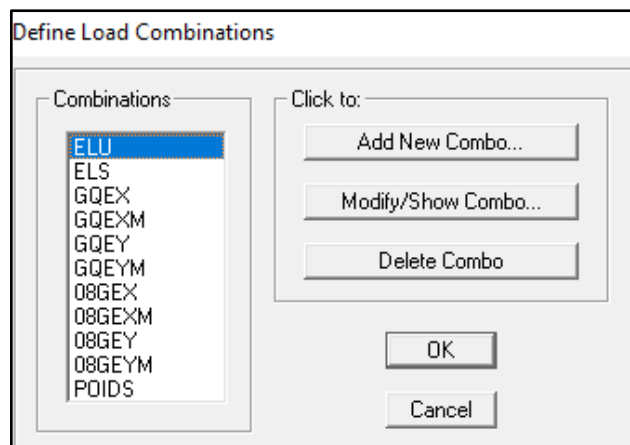 Define Load Combinations
Combinations
ELU
ELS
GQEX
GQEXM
GQEY
GQEYM
08GEX
08GEXM
08GEY
08GEYM
POIDS
Click to:
Add New Combo...
Modify/Show Combo...
Delete Combo
OK
Cancel